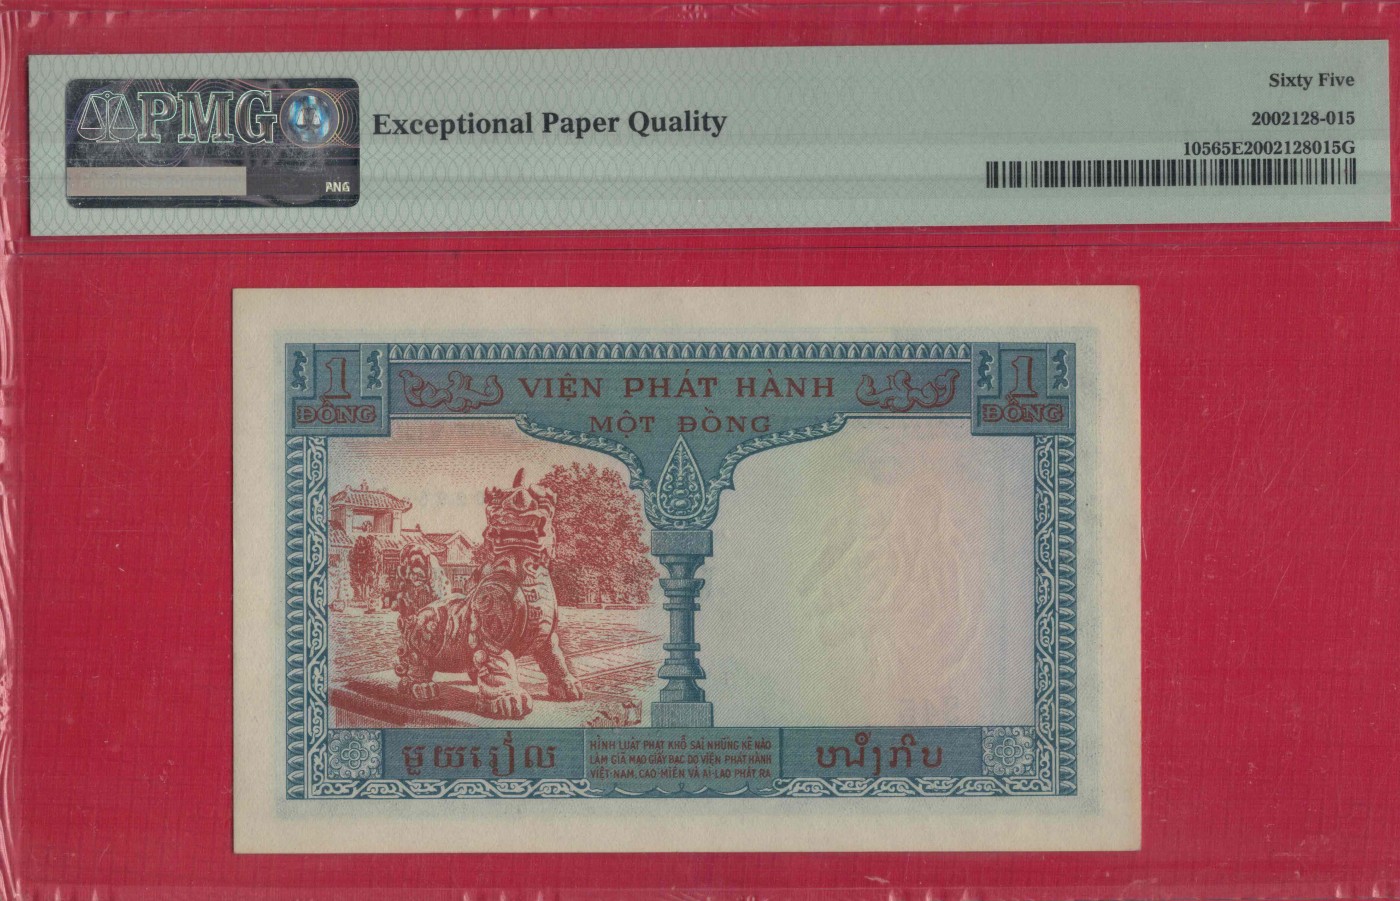 PMG
PNG
Exceptional Paper Quality
Sixty Five
2002128-015
10565E2002128015G
1
ĐỒNG
VIỆN PHÁT HÀNH
MỘT ĐỒNG
1
ĐỒNG
មួយរៀល
HÌNH LUẬT PHẠT KHỔ SAI NHỮNG KẺ NÀO
LÀM GIẢ MẠO GIẤY BẠC DO VIỆN PHÁT HÀNH
VIỆT-NAM, CAO-MIÊN VÀ AI-LAO PHÁT RA
ໜຶ່ງກີບ